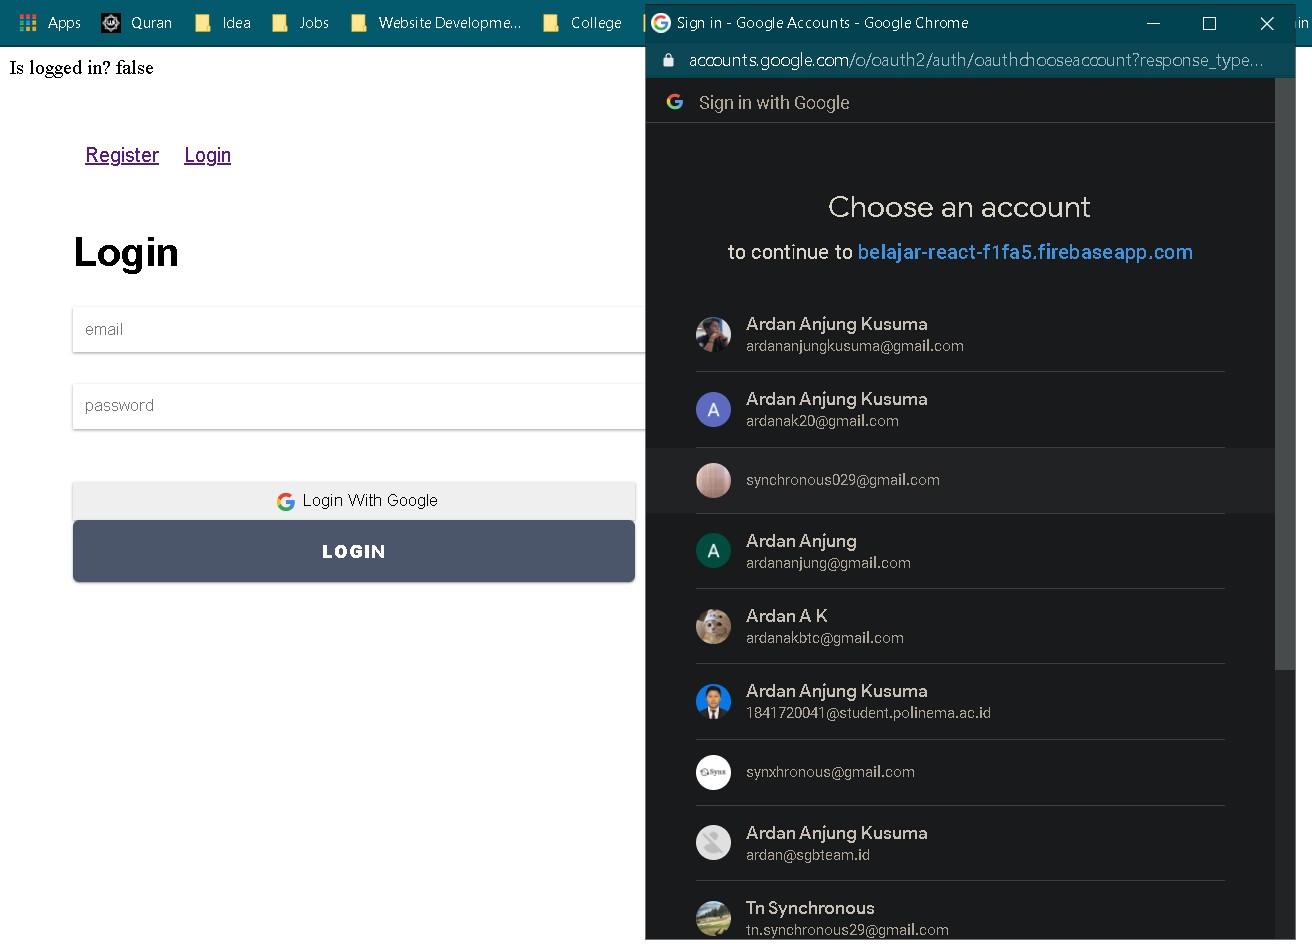 Apps Quran Idea Jobs Website Developme... College
Is logged in? false
Register Login
Login
email
password
Login With Google
LOGIN
Sign in - Google Accounts - Google Chrome
accounts.google.com/o/oauth2/auth/oauthchooseaccount?response_type...
Sign in with Google
Choose an account
to continue to belajar-react-f1fa5.firebaseapp.com
Ardan Anjung Kusuma
ardananjungkusuma@gmail.com
A
Ardan Anjung Kusuma
ardanak20@gmail.com
synchronous029@gmail.com
A
Ardan Anjung
ardananjung@gmail.com
Ardan A K
ardanakbtc@gmail.com
Ardan Anjung Kusuma
1841720041@student.polinema.ac.id
Synx
synxhronous@gmail.com
Ardan Anjung Kusuma
ardan@sgbteam.id
Tn Synchronous
tn.synchronous29@gmail.com